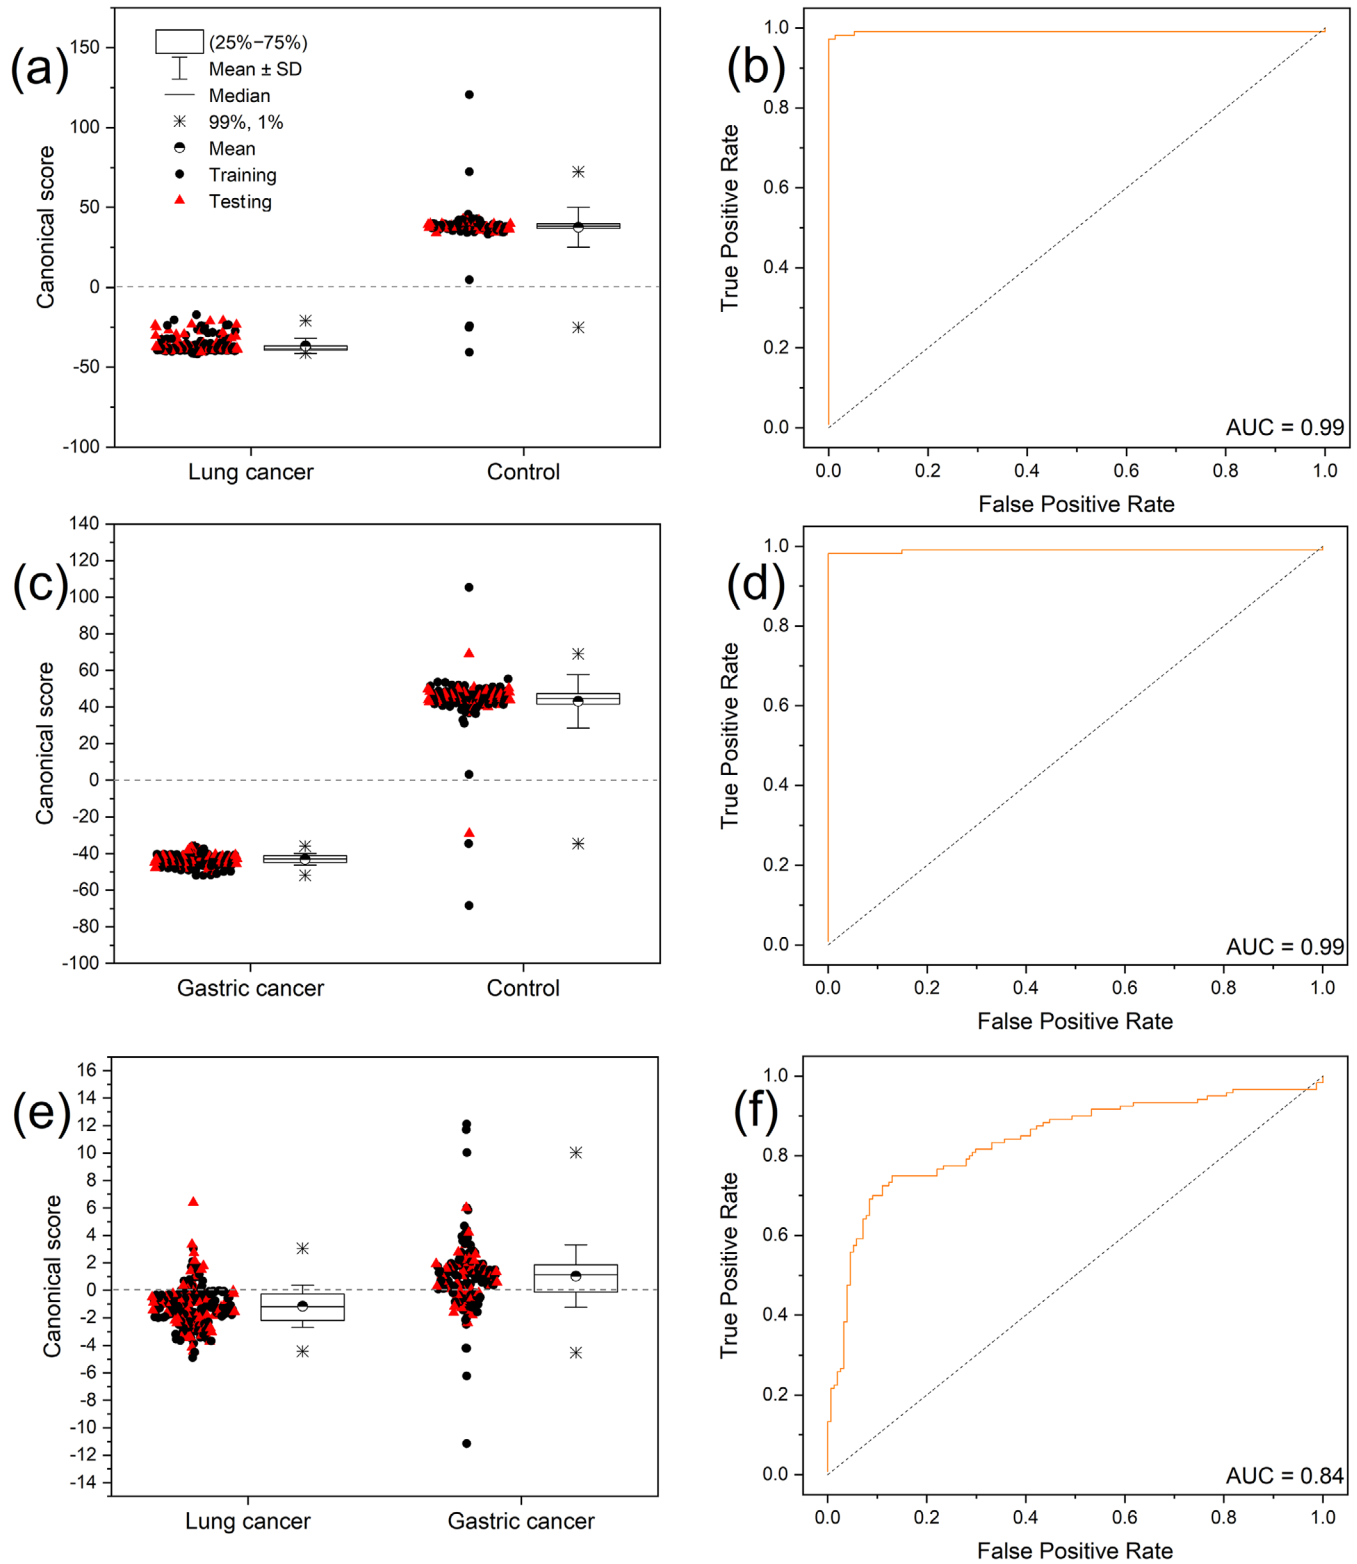 (a)
Canonical score
150
100
50
0
-50
-100
(25%−75%)
Mean ± SD
Median
99%, 1%
Mean
Training
Testing
Lung cancer
Control
(b)
True Positive Rate
1.0
0.8
0.6
0.4
0.2
0.0
AUC = 0.99
0.0 0.2 0.4 0.6 0.8 1.0
False Positive Rate
(c)
Canonical score
140
120
100
80
60
40
20
0
-20
-40
-60
-80
-100
Gastric cancer
Control
(d)
True Positive Rate
1.0
0.8
0.6
0.4
0.2
0.0
AUC = 0.99
0.0 0.2 0.4 0.6 0.8 1.0
False Positive Rate
(e)
Canonical score
16
14
12
10
8
6
4
2
0
-2
-4
-6
-8
-10
-12
-14
Lung cancer
Gastric cancer
(f)
True Positive Rate
1.0
0.8
0.6
0.4
0.2
0.0
AUC = 0.84
0.0 0.2 0.4 0.6 0.8 1.0
False Positive Rate